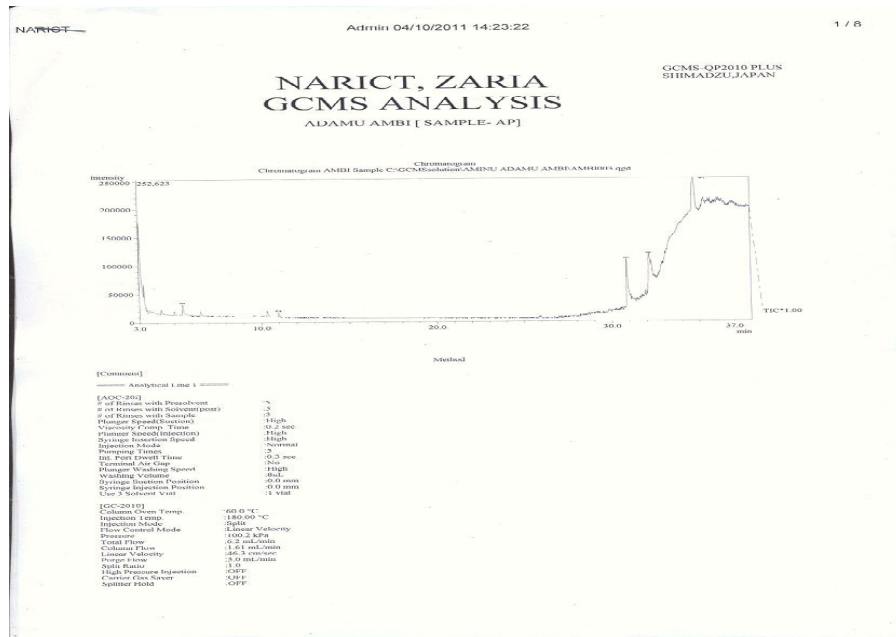 NARICT
Admin 04/10/2011 14:23:22
1 / 8
GCMS-QP2010 PLUS
SHIMADZU,JAPAN
NARICT, ZARIA
GCMS ANALYSIS
ADAMU AMBI [ SAMPLE- AP]
Chromatogram
Chromatogram AMBI Sample C:\GCMSsolution\AMINU ADAMU AMBI\
Intensity
250000
252,623
200000
150000
100000
50000
0
3.0
10.0
20.0
30.0
37.0
min
TIC*1.00
Method
[Comment]
===== Analytical Line 1 =====
[AOC-20i]
# of Rinses with Presolvent :5
# of Rinses with Solvent(post) :5
# of Rinses with Sample :5
Plunger Speed(Suction) :High
Viscosity Comp. Time :0.2 sec
Plunger Speed(Injection) :High
Syringe Insertion Speed :High
Injection Mode :Normal
Pumping Times :5
Inj. Port Dwell Time :0.3 sec
Terminal Air Gap :No
Plunger Washing Speed :High
Washing Volume :8uL
Syringe Suction Position :0.0 mm
Syringe Injection Position :0.0 mm
Use 3 Solvent Vial :1 vial
[GC-2010]
Column Oven Temp. :60.0 °C
Injection Temp. :180.00 °C
Injection Mode :Split
Flow Control Mode :Linear Velocity
Pressure :100.2 kPa
Total Flow :6.2 mL/min
Column Flow :1.61 mL/min
Linear Velocity :46.3 cm/sec
Purge Flow :3.0 mL/min
Split Ratio :1.0
High Pressure Injection :OFF
Carrier Gas Saver :OFF
Splitter Hold :OFF